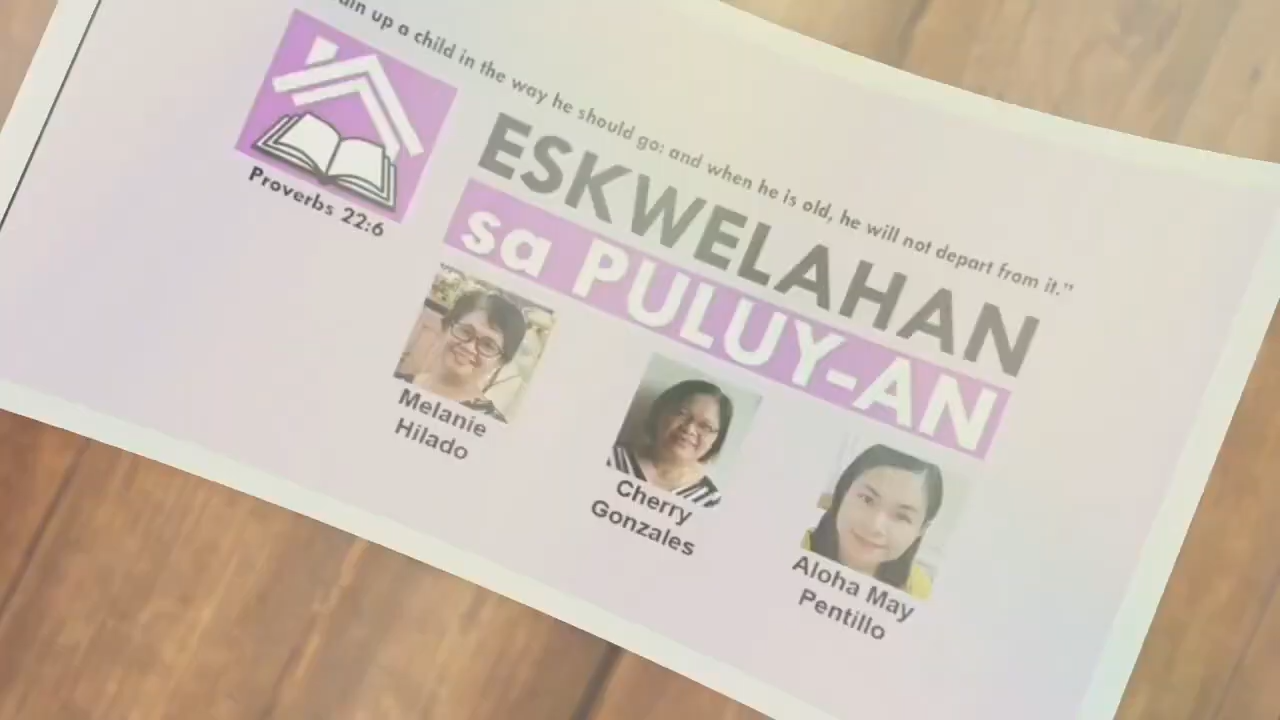 up a child in the way he should go: and when he is old, he will not depart from it.”
Proverbs 22:6
ESKWELAHAN
sa PULUY-AN
Melanie
Hilado
Cherry
Gonzales
Aloha May
Pentillo